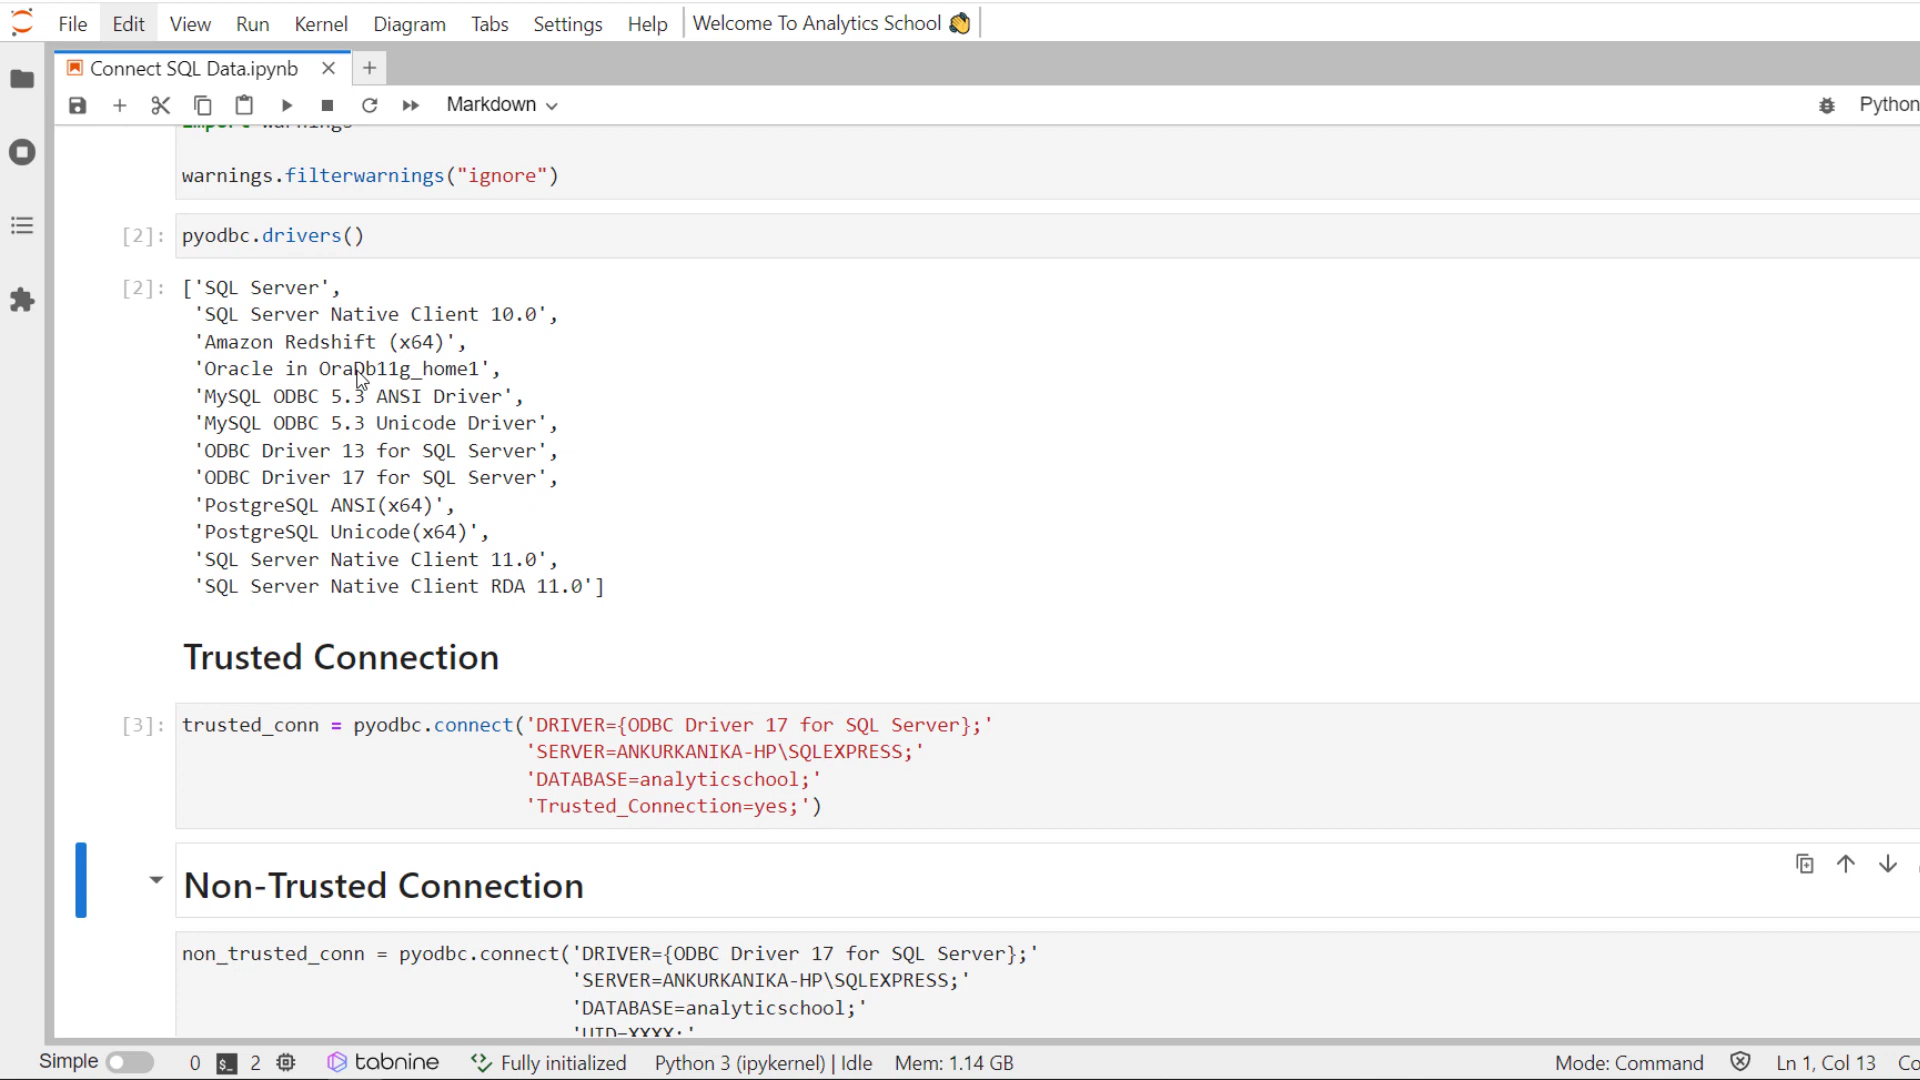 File Edit View Run Kernel Diagram Tabs Settings Help Welcome To Analytics School 👋
Connect SQL Data.ipynb
Markdown
Python
import warnings
warnings.filterwarnings("ignore")
[2]: pyodbc.drivers()
[2]: ['SQL Server',
'SQL Server Native Client 10.0',
'Amazon Redshift (x64)',
'Oracle in OraDb11g_home1',
'MySQL ODBC 5.3 ANSI Driver',
'MySQL ODBC 5.3 Unicode Driver',
'ODBC Driver 13 for SQL Server',
'ODBC Driver 17 for SQL Server',
'PostgreSQL ANSI(x64)',
'PostgreSQL Unicode(x64)',
'SQL Server Native Client 11.0',
'SQL Server Native Client RDA 11.0']
Trusted Connection
[3]: trusted_conn = pyodbc.connect('DRIVER={ODBC Driver 17 for SQL Server};'
'SERVER=ANKURKANIKA-HP\SQLEXPRESS;'
'DATABASE=analyticschool;'
'Trusted_Connection=yes;')
Non-Trusted Connection
non_trusted_conn = pyodbc.connect('DRIVER={ODBC Driver 17 for SQL Server};'
'SERVER=ANKURKANIKA-HP\SQLEXPRESS;'
'DATABASE=analyticschool;'
'UID=XXXX;'
Simple 0 2 tabnine Fully initialized Python 3 (ipykernel) | Idle Mem: 1.14 GB Mode: Command Ln 1, Col 13 Co